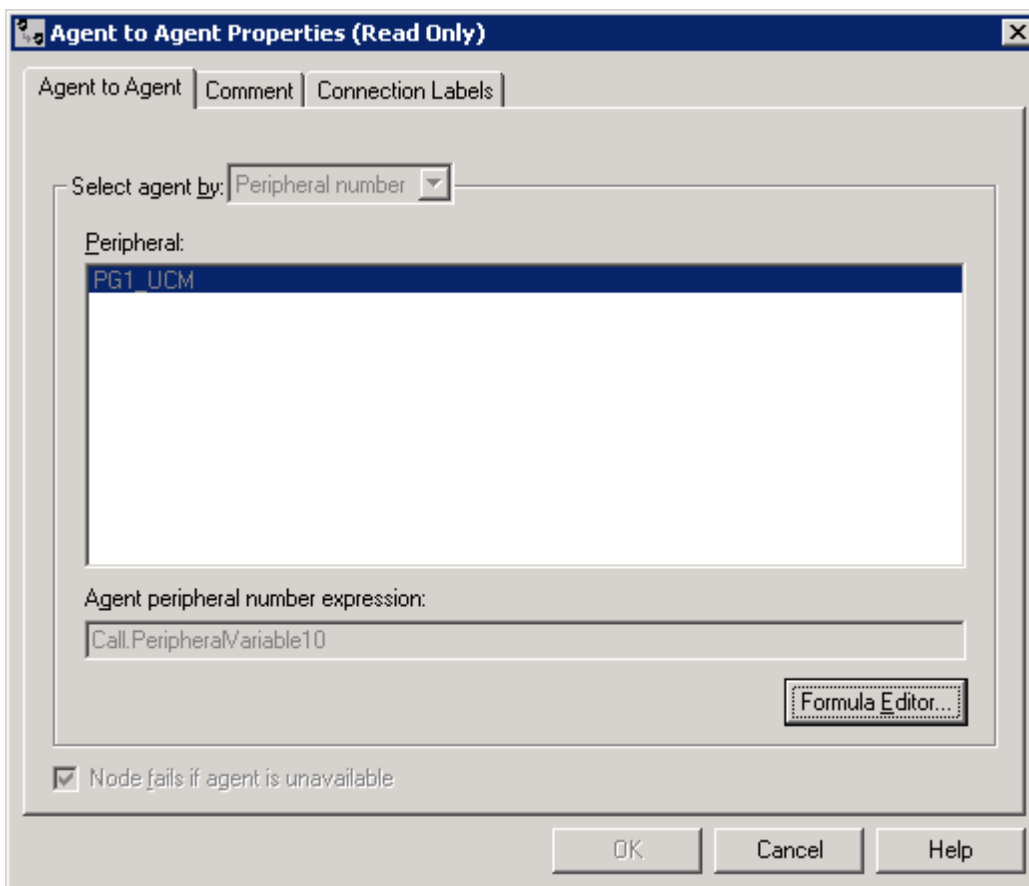 Agent to Agent Properties (Read Only)
Agent to Agent Comment Connection Labels
Select agent by: Peripheral number
Peripheral:
PG1_UCM
Agent peripheral number expression:
Call.PeripheralVariable10
Formula Editor...
Node fails if agent is unavailable
OK Cancel Help